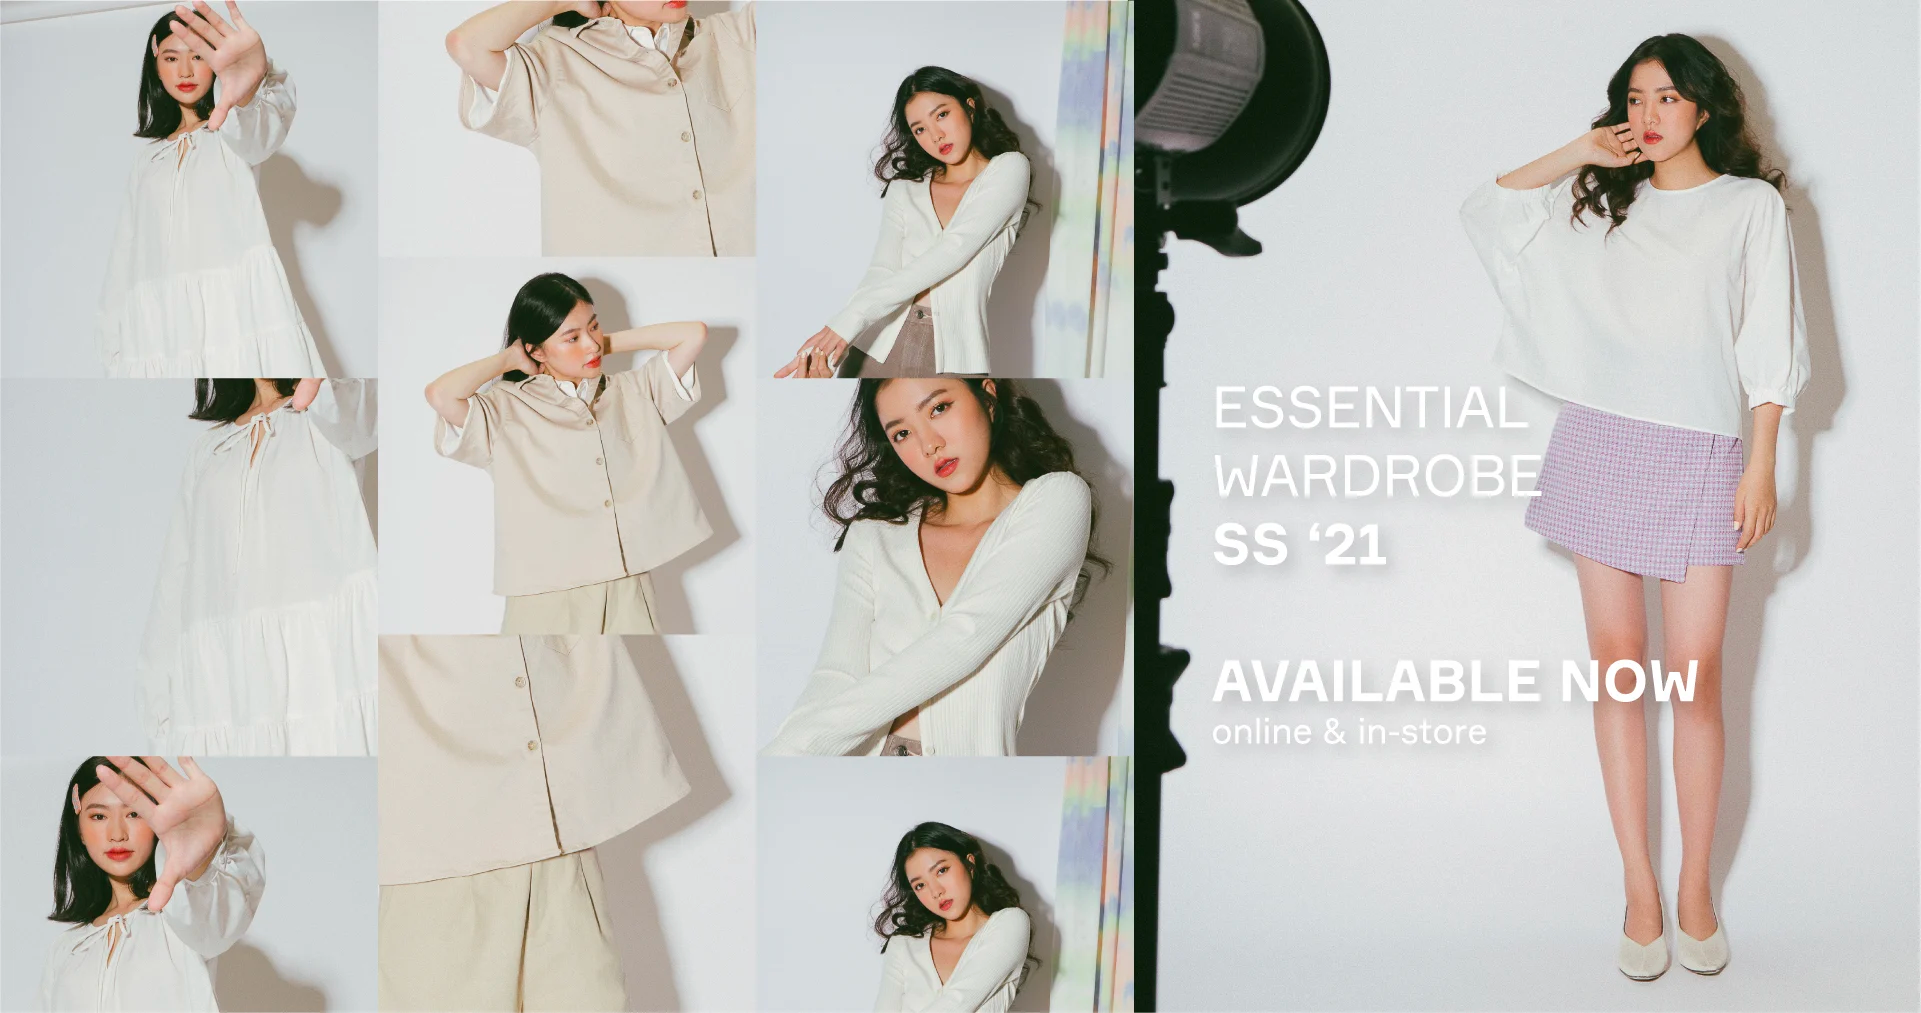 ESSENTIAL
WARDROBE
SS ‘21
AVAILABLE NOW
online & in-store